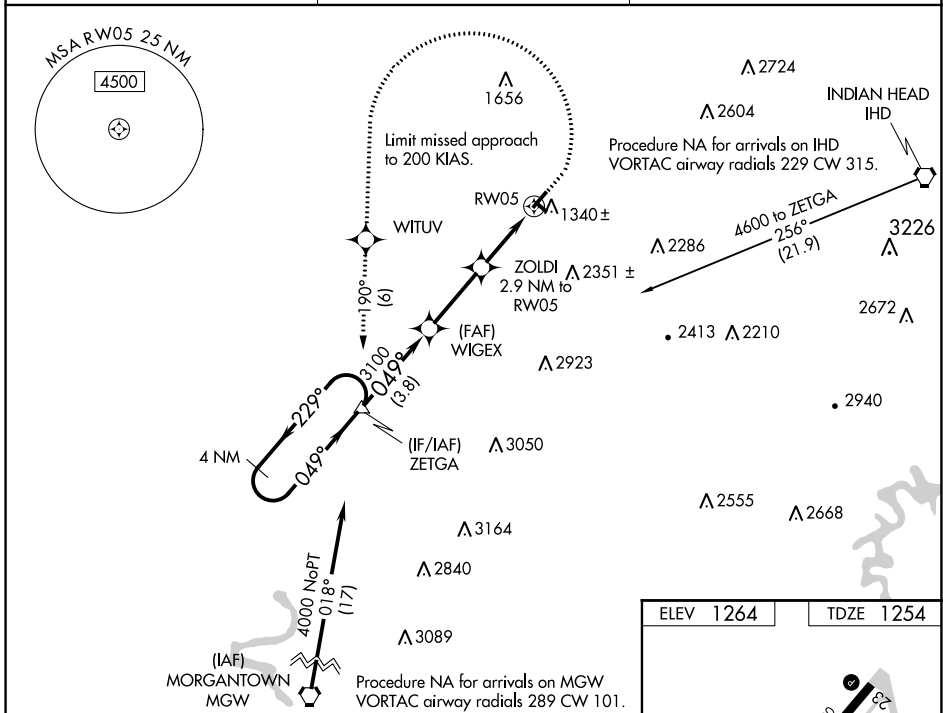 MSA RW05 25 NM
4500
1656
2724
2604
INDIAN HEAD
IHD
Limit missed approach
to 200 KIAS.
Procedure NA for arrivals on IHD
VORTAC airway radials 229 CW 315.
RW05
1340 ±
4600 to ZETGA
256°
(21.9)
3226
WITUV
2286
ZOLDI
2.9 NM to
RW05
2351 ±
190°
(6)
2672
(FAF)
WIGEX
2413
2210
3100
049°
(3.8)
2923
2940
229°
049°
4 NM
(IF/IAF)
ZETGA
3050
2555
2668
3164
4000 NoPT
018°
(17)
2840
ELEV 1264
TDZE 1254
3089
(IAF)
MORGANTOWN
MGW
Procedure NA for arrivals on MGW
VORTAC airway radials 289 CW 101.
P
23